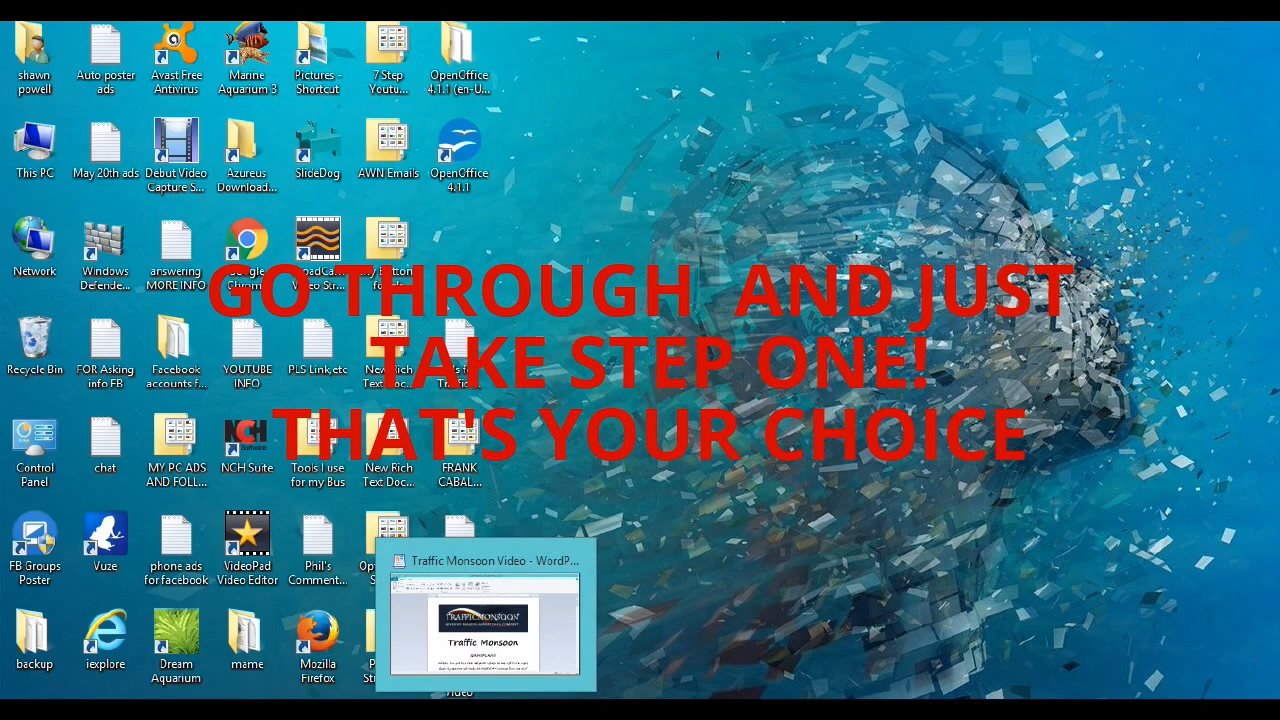 shawn powell
Auto poster ads
Avast Free Antivirus
Marine Aquarium 3
Pictures - Shortcut
7 Step Youtu...
OpenOffice 4.1.1 (en-U...
This PC
May 20th ads
Debut Video Capture S...
Azureus Download...
SlideDog
AWN Emails
OpenOffice 4.1.1
Network
Windows Defende...
answering MORE INFO
GO THROUGH AND JUST
TAKE STEP ONE!
THAT'S YOUR CHOICE
Recycle Bin
FOR Asking info FB
Facebook accounts f...
YOUTUBE INFO
PLS Link,etc
Control Panel
chat
MY PC ADS AND FOLL...
NCH Suite
Tools I use for my Bus
New Rich Text Doc...
FRANK CABAL...
FB Groups Poster
Vuze
phone ads for facebook
VideoPad Video Editor
Phil's Comment...
Traffic Monsoon Video - WordP...
TRAFFICMONSOON
Traffic Monsoon
backup
iexplore
Dream Aquarium
mame
Mozilla Firefox
Video